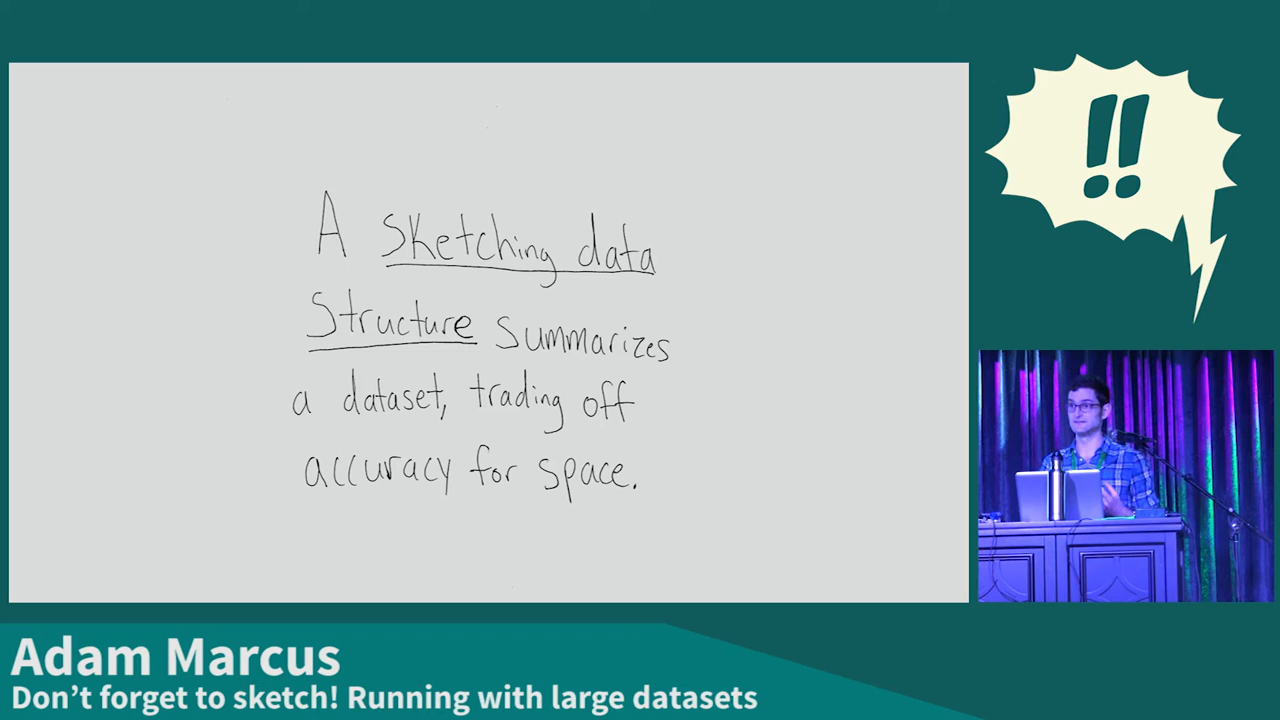 A sketching data
structure summarizes
a dataset, trading off
accuracy for space.
!!
Adam Marcus
Don't forget to sketch! Running with large datasets